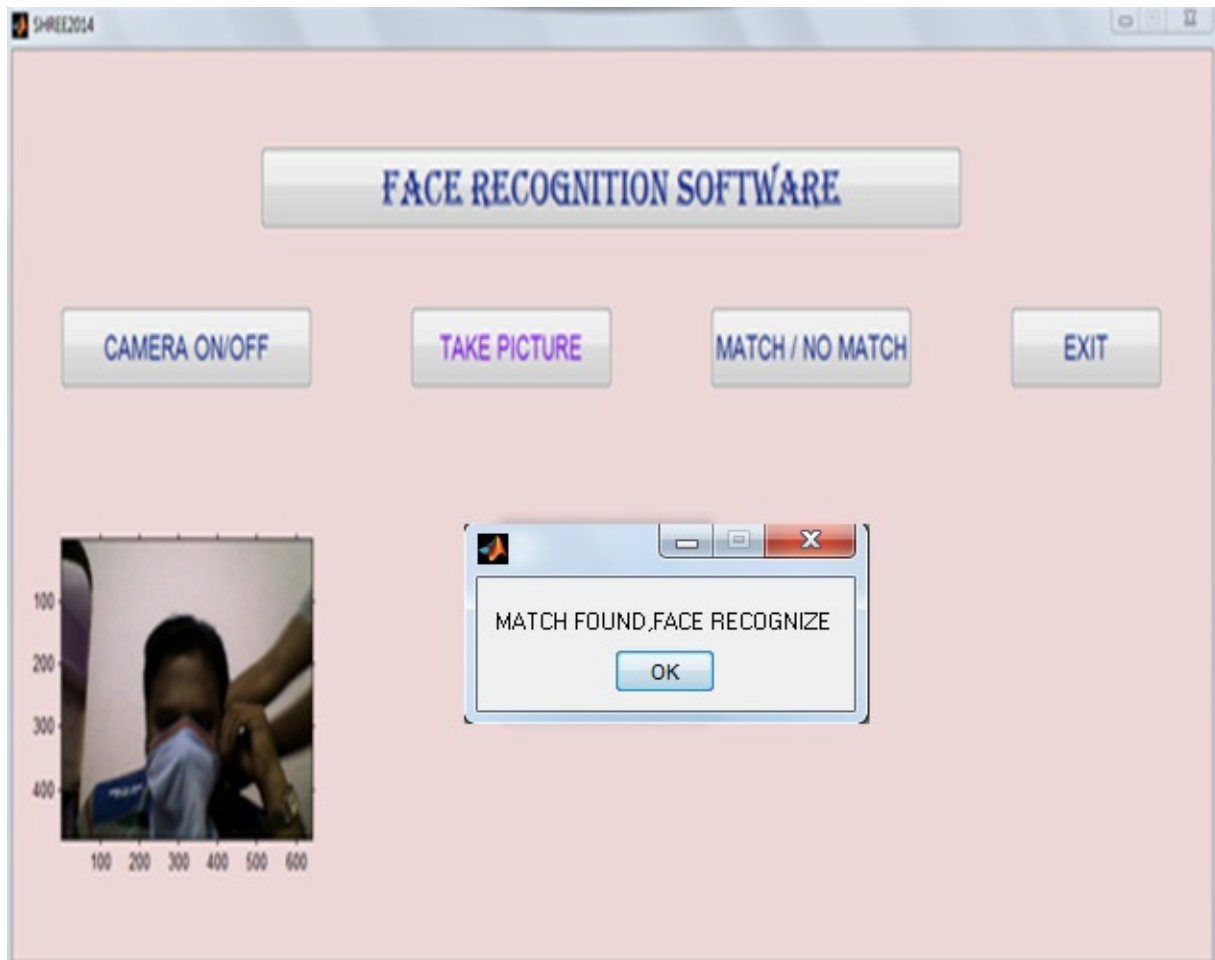 SHREE2014
FACE RECOGNITION SOFTWARE
CAMERA ON/OFF
TAKE PICTURE
MATCH / NO MATCH
EXIT
MATCH FOUND,FACE RECOGNIZE
OK
100
200
300
400
100 200 300 400 500 600